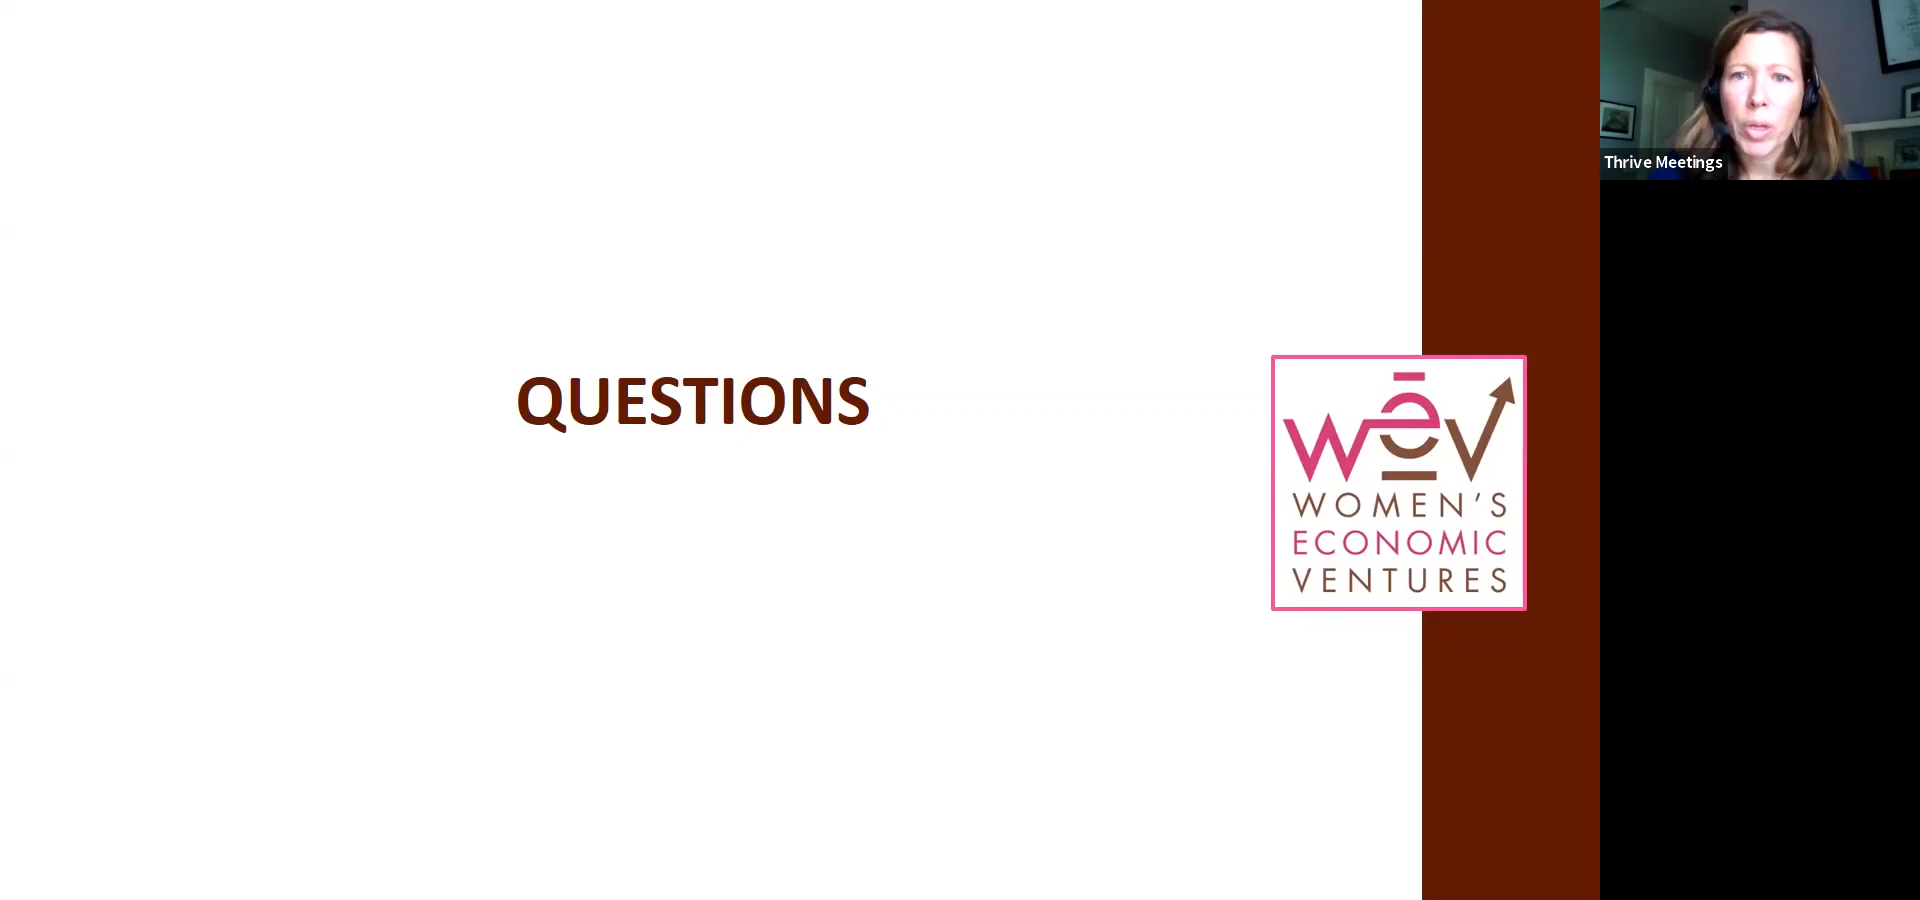 QUESTIONS
wēv
WOMEN'S
ECONOMIC
VENTURES
Thrive Meetings